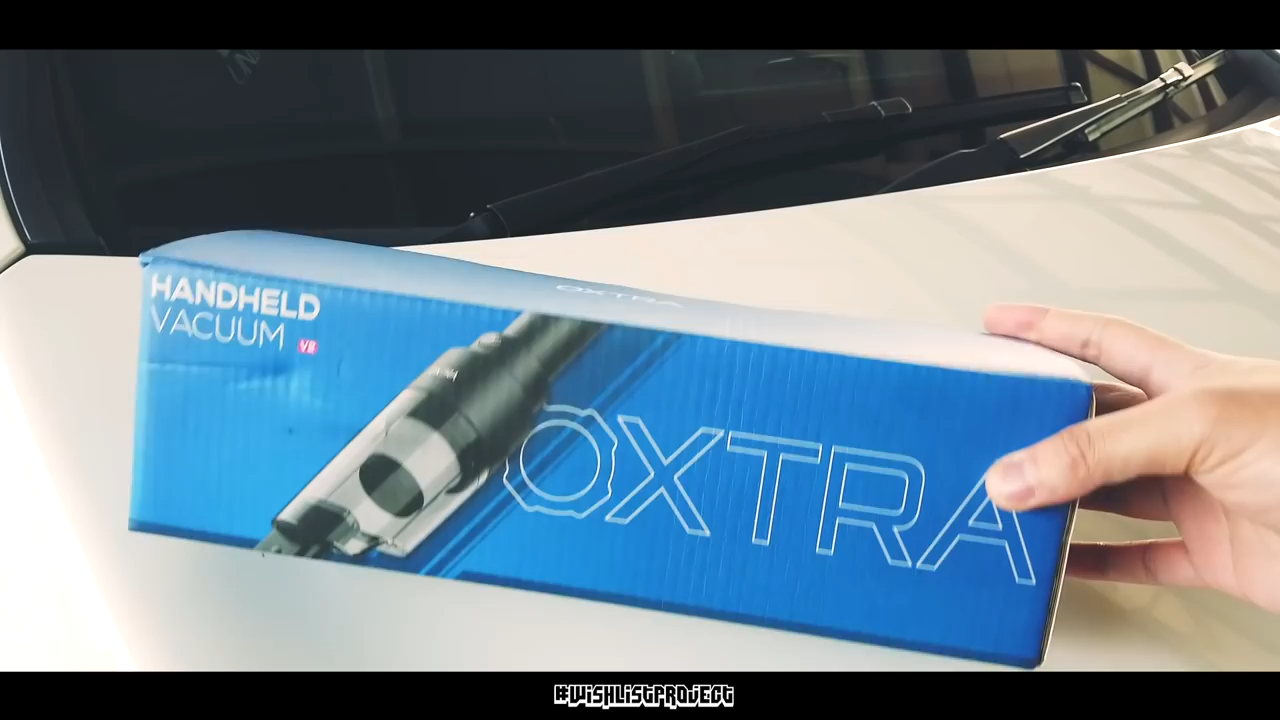 OXTRA
HANDHELD
VACUUM V8
OXTRA
#WISHLISTPROJECT